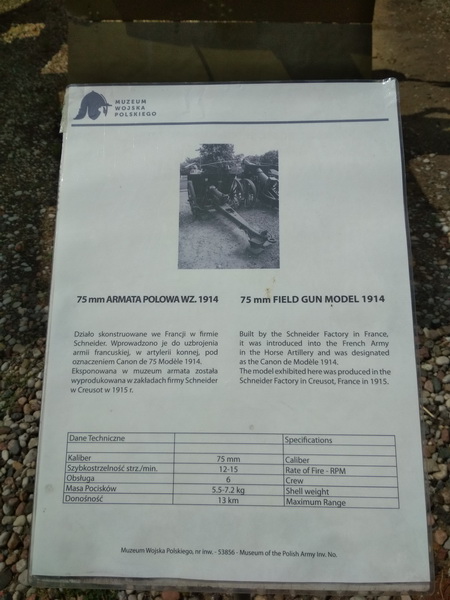 MUZEUM
WOJSKA
POLSKIEGO
75 mm ARMATA POLOWA WZ. 1914
Działo skonstruowane we Francji w firmie
Schneider. Wprowadzono je do uzbrojenia
armii francuskiej, w artylerii konnej, pod
oznaczeniem Canon de 75 Modèle 1914.
Eksponowana w muzeum armata została
wyprodukowana w zakładach firmy Schneider
w Creusot w 1915 r.
75 mm FIELD GUN MODEL 1914
Built by the Schneider Factory in France,
it was introduced into the French Army
in the Horse Artillery and was designated
as the Canon de Modèle 1914.
The model exhibited here was produced in the
Schneider Factory in Creusot, France in 1915.
Dane Techniczne Specifications
Kaliber 75 mm Caliber
Szybkostrzelność strz./min. 12-15 Rate of Fire - RPM
Obsługa 6 Crew
Masa Pocisków 5.5-7.2 kg Shell weight
Donośność 13 km Maximum Range
Muzeum Wojska Polskiego, nr inw. - 53856 - Museum of the Polish Army Inv. No.